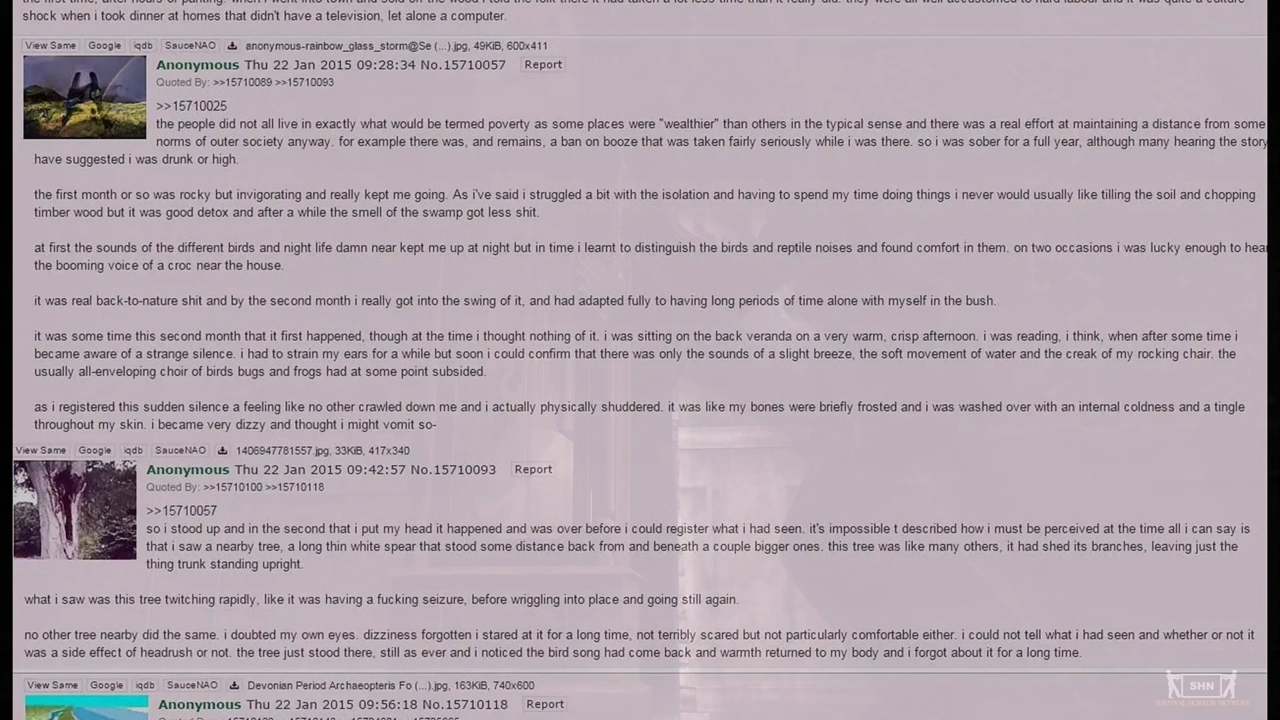 shock when i took dinner at homes that didn't have a television, let alone a computer.
View Same Google iqdb SauceNAO anonymous-rainbow_glass_storm@Se (...).jpg, 49KiB, 600x411
Anonymous Thu 22 Jan 2015 09:28:34 No.15710057 Report
Quoted By: >>15710089 >>15710093
>>15710025
the people did not all live in exactly what would be termed poverty as some places were "wealthier" than others in the typical sense and there was a real effort at maintaining a distance from some
norms of outer society anyway. for example there was, and remains, a ban on booze that was taken fairly seriously while i was there. so i was sober for a full year, although many hearing the story
have suggested i was drunk or high.
the first month or so was rocky but invigorating and really kept me going. As i've said i struggled a bit with the isolation and having to spend my time doing things i never would usually like tilling the soil and chopping
timber wood but it was good detox and after a while the smell of the swamp got less shit.
at first the sounds of the different birds and night life damn near kept me up at night but in time i learnt to distinguish the birds and reptile noises and found comfort in them. on two occasions i was lucky enough to hear
the booming voice of a croc near the house.
it was real back-to-nature shit and by the second month i really got into the swing of it, and had adapted fully to having long periods of time alone with myself in the bush.
it was some time this second month that it first happened, though at the time i thought nothing of it. i was sitting on the back veranda on a very warm, crisp afternoon. i was reading, i think, when after some time i
became aware of a strange silence. i had to strain my ears for a while but soon i could confirm that there was only the sounds of a slight breeze, the soft movement of water and the creak of my rocking chair. the
usually all-enveloping choir of birds bugs and frogs had at some point subsided.
as i registered this sudden silence a feeling like no other crawled down me and i actually physically shuddered. it was like my bones were briefly frosted and i was washed over with an internal coldness and a tingle
throughout my skin. i became very dizzy and thought i might vomit so-
View Same Google iqdb SauceNAO 1406947781557.jpg, 33KiB, 417x340
Anonymous Thu 22 Jan 2015 09:42:57 No.15710093 Report
Quoted By: >>15710100 >>15710118
>>15710057
so i stood up and in the second that i put my head it happened and was over before i could register what i had seen. it's impossible t described how i must be perceived at the time all i can say is
that i saw a nearby tree, a long thin white spear that stood some distance back from and beneath a couple bigger ones. this tree was like many others, it had shed its branches, leaving just the
thing trunk standing upright.
what i saw was this tree twitching rapidly, like it was having a fucking seizure, before wriggling into place and going still again.
no other tree nearby did the same. i doubted my own eyes. dizziness forgotten i stared at it for a long time, not terribly scared but not particularly comfortable either. i could not tell what i had seen and whether or not it
was a side effect of headrush or not. the tree just stood there, still as ever and i noticed the bird song had come back and warmth returned to my body and i forgot about it for a long time.
SHN
View Same Google iqdb SauceNAO Devonian Period Archaeopteris Fo (...).jpg, 163KiB, 740x600
Anonymous Thu 22 Jan 2015 09:56:18 No.15710118 Report